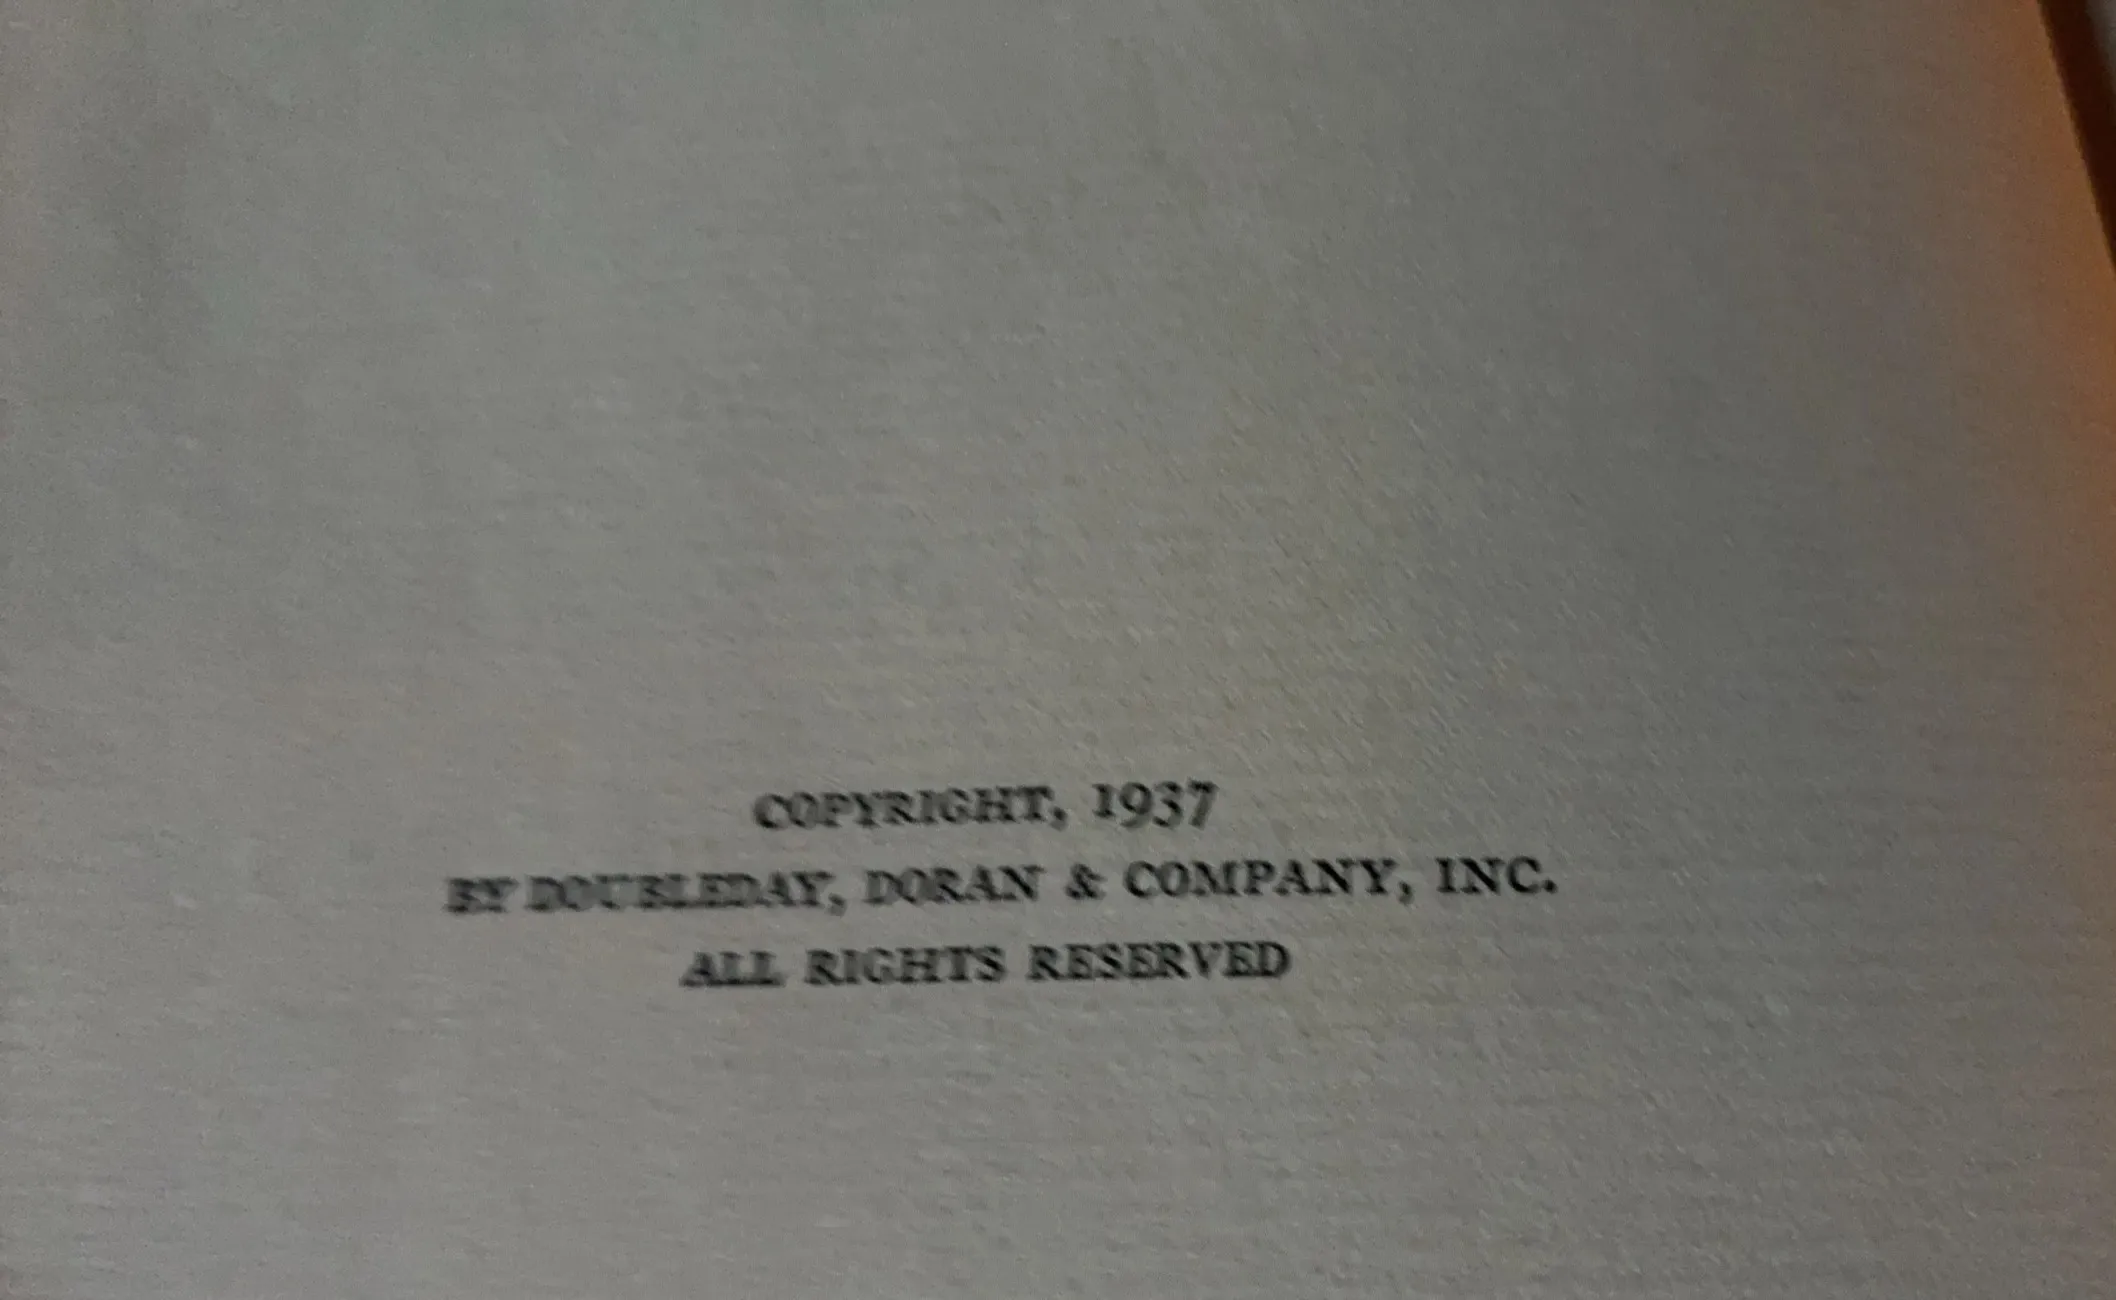 COPYRIGHT, 1937
BY DOUBLEDAY, DORAN & COMPANY, INC.
ALL RIGHTS RESERVED